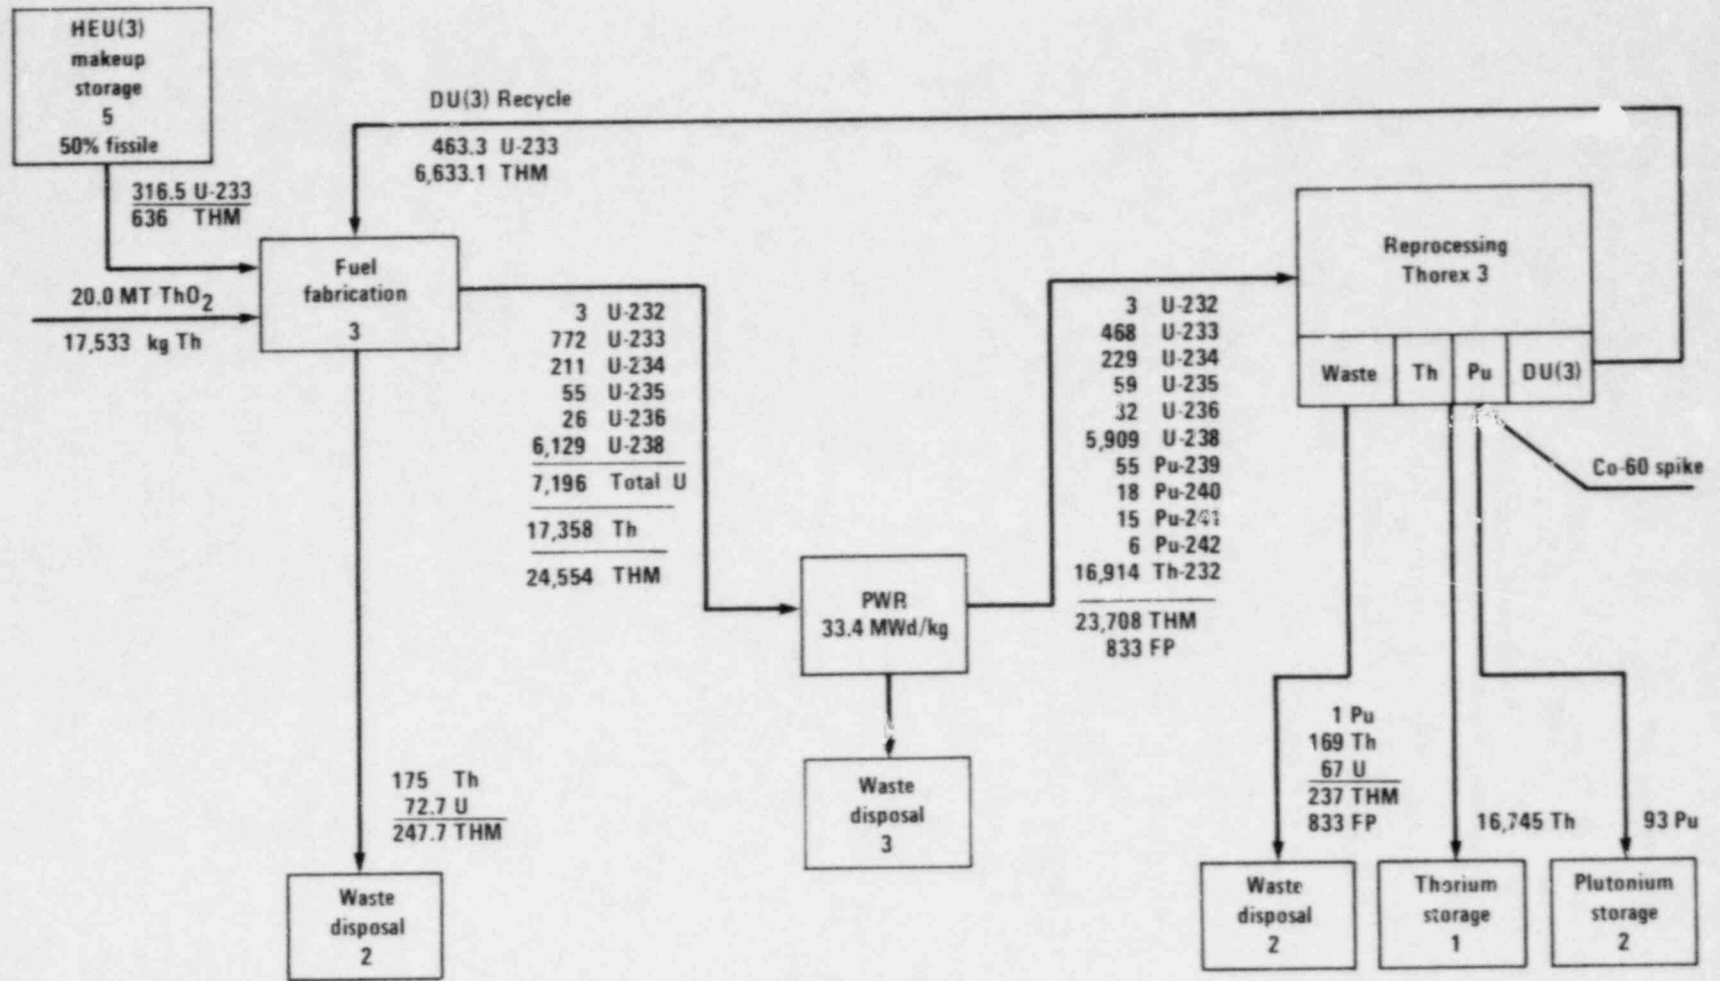 HEU(3)
makeup
storage
5
50% fissile
316.5 U-233
636 THM
20.0 MT ThO2
17,533 kg Th
DU(3) Recycle
463.3 U-233
6,633.1 THM
Fuel
fabrication
3
3 U-232
772 U-233
211 U-234
55 U-235
26 U-236
6,129 U-238
7,196 Total U
17,358 Th
24,554 THM
175 Th
72.7 U
247.7 THM
Waste
disposal
2
PWR
33.4 MWd/kg
Waste
disposal
3
3 U-232
468 U-233
229 U-234
59 U-235
32 U-236
5,909 U-238
55 Pu-239
18 Pu-240
15 Pu-241
6 Pu-242
16,914 Th-232
23,708 THM
833 FP
Reprocessing
Thorex 3
Waste Th Pu DU(3)
Co-60 spike
1 Pu
169 Th
67 U
237 THM
833 FP
16,745 Th
93 Pu
Waste
disposal
2
Thorium
storage
1
Plutonium
storage
2